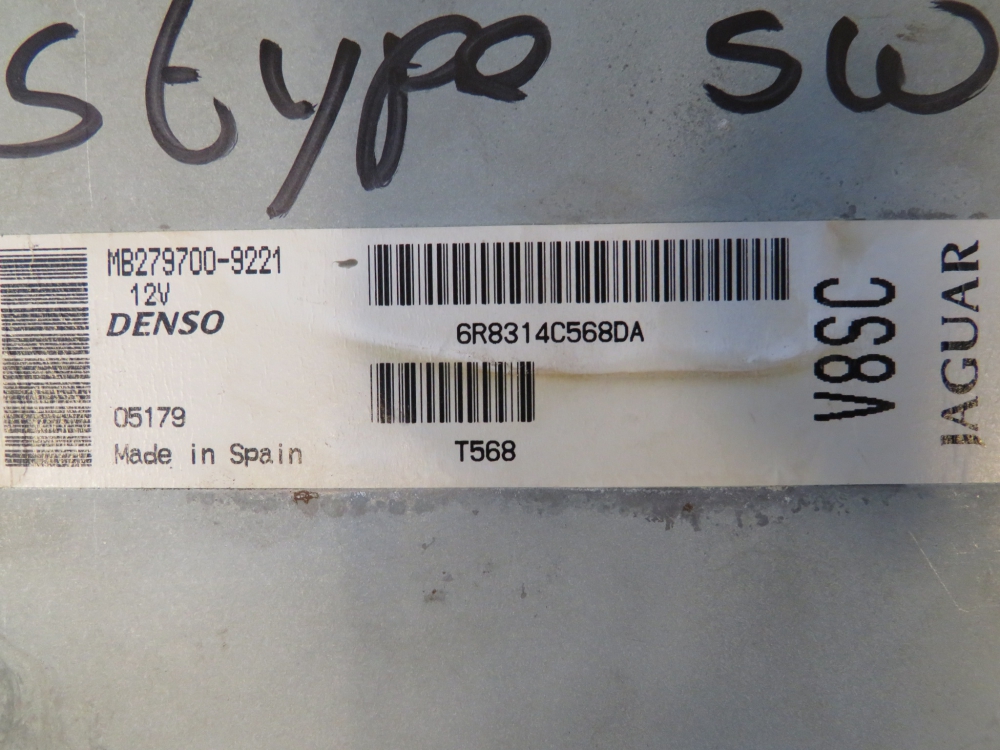 stype sw
MB279700-9221
12V
DENSO
6R8314C568DA
05179
Made in Spain
T568
V8SC
JAGUAR